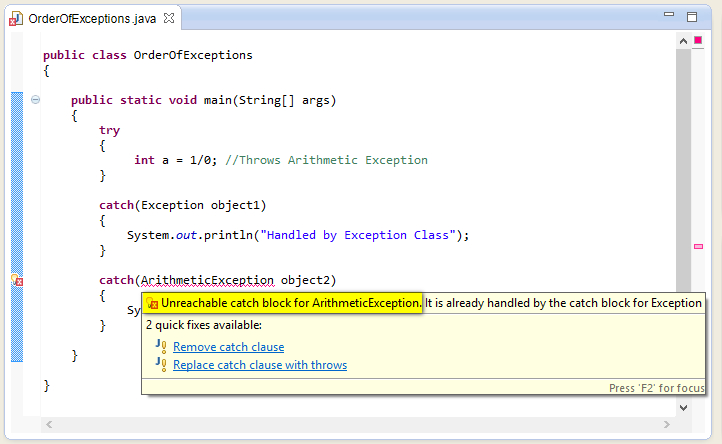 OrderOfExceptions.java
public class OrderOfExceptions
{
public static void main(String[] args)
{
try
{
int a = 1/0; //Throws Arithmetic Exception
}
catch(Exception object1)
{
System.out.println("Handled by Exception Class");
}
catch(ArithmeticException object2)
{
Unreachable catch block for ArithmeticException. It is already handled by the catch block for Exception
Sy
2 quick fixes available:
}
Remove catch clause
}
Replace catch clause with throws
}
Press 'F2' for focus